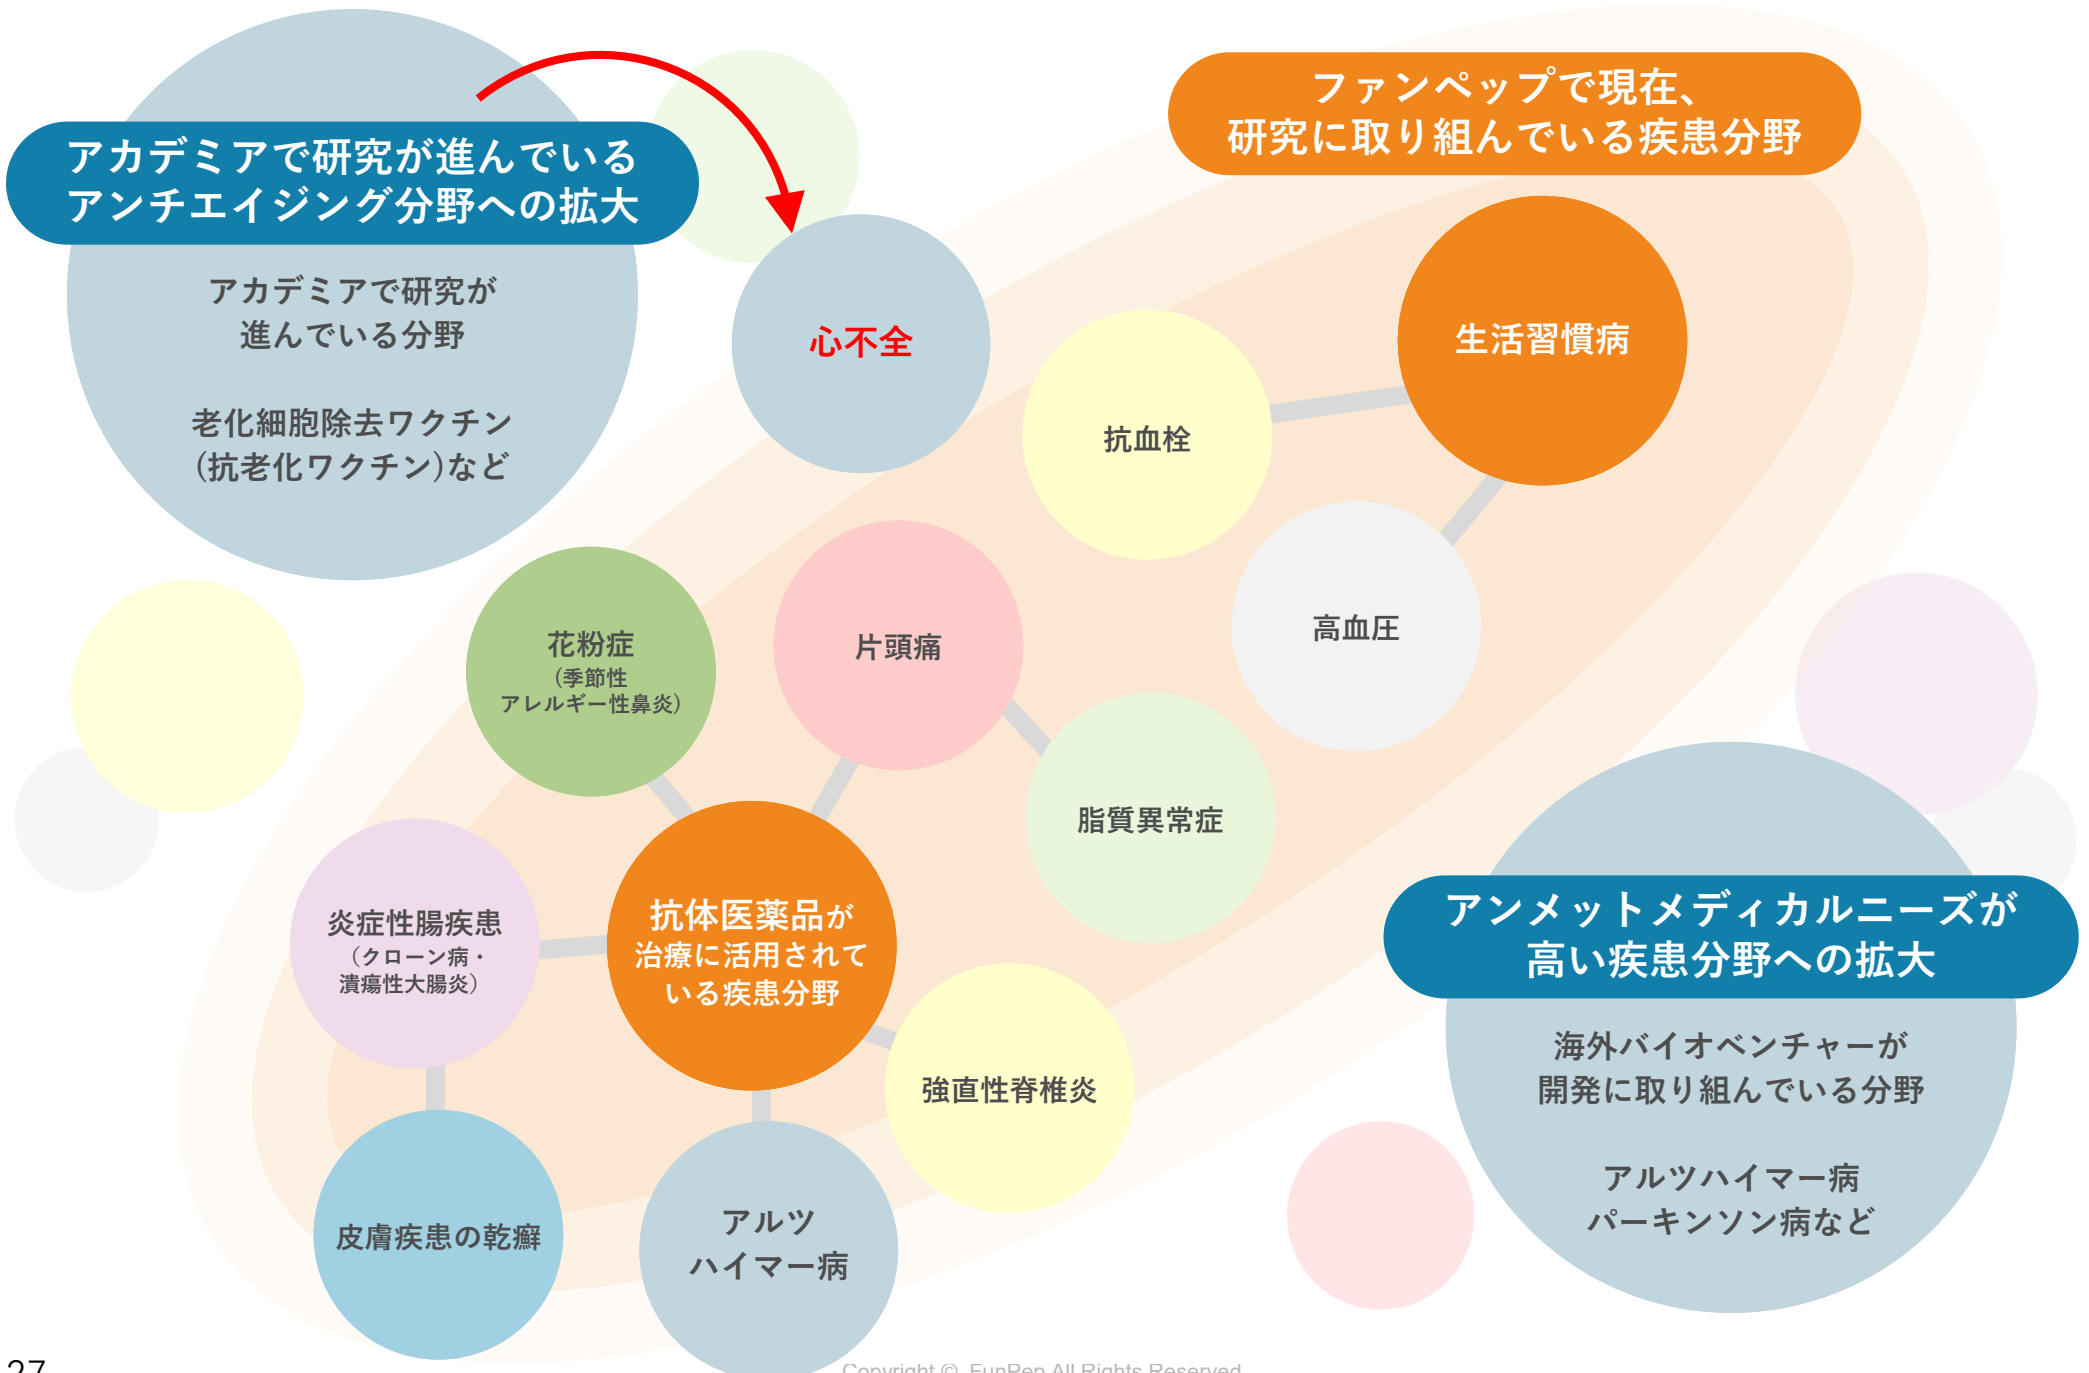 アカデミアで研究が進んでいる
アンチエイジング分野への拡大
アカデミアで研究が
進んでいる分野
老化細胞除去ワクチン
(抗老化ワクチン)など
ファンペップで現在、
研究に取り組んでいる疾患分野
心不全
生活習慣病
抗血栓
高血圧
花粉症
(季節性
アレルギー性鼻炎)
片頭痛
脂質異常症
炎症性腸疾患
(クローン病・
潰瘍性大腸炎)
抗体医薬品が
治療に活用されて
いる疾患分野
強直性脊椎炎
皮膚疾患の乾癬
アルツ
ハイマー病
アンメットメディカルニーズが
高い疾患分野への拡大
海外バイオベンチャーが
開発に取り組んでいる分野
アルツハイマー病
パーキンソン病など
27
Copyright © FunPep All Rights Reserved